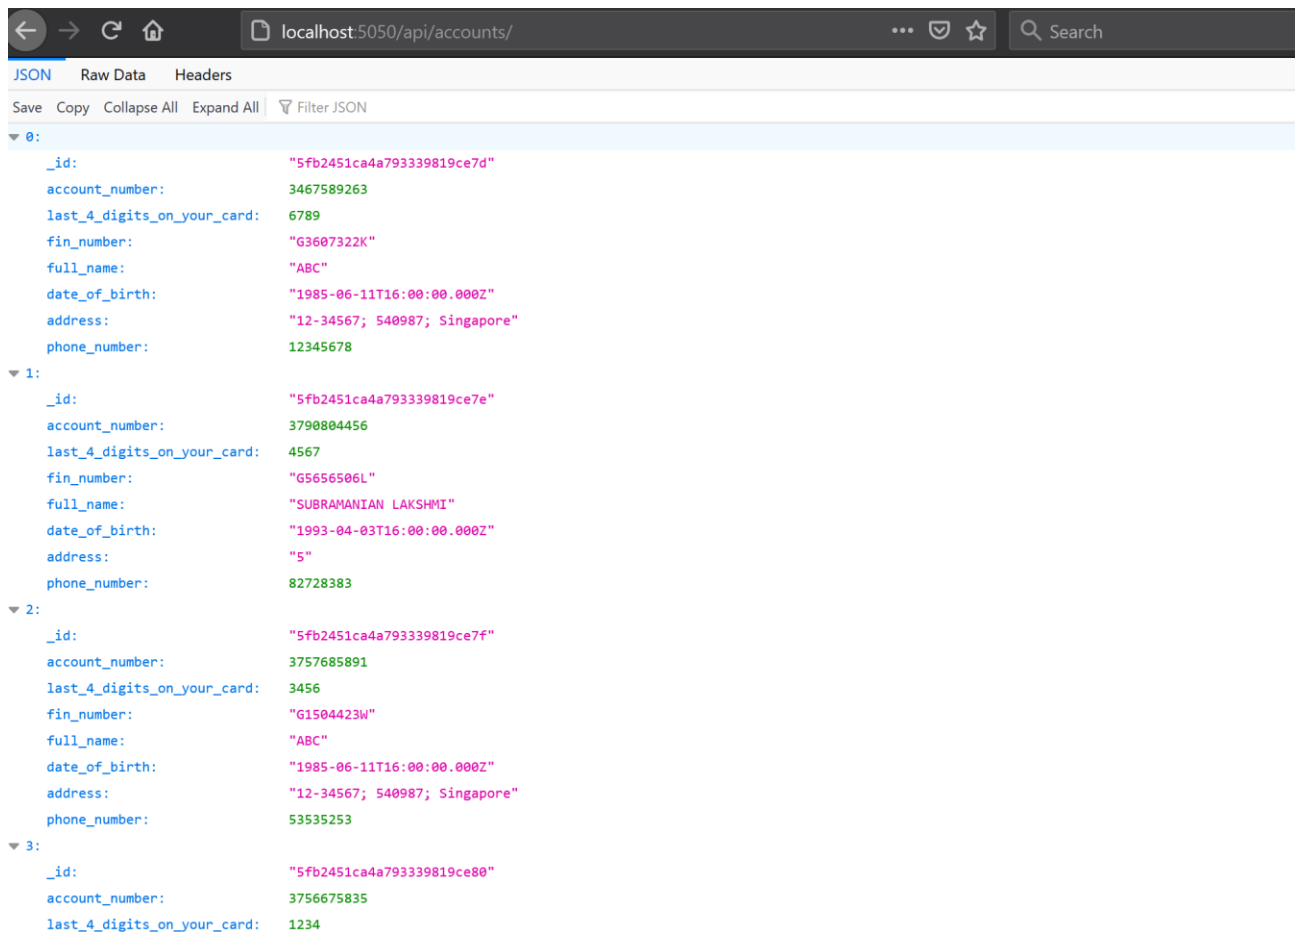 localhost:5050/api/accounts/ ••• Search
JSON Raw Data Headers
Save Copy Collapse All Expand All Filter JSON
0:
_id: "5fb2451ca4a793339819ce7d"
account_number: 3467589263
last_4_digits_on_your_card: 6789
fin_number: "G3607322K"
full_name: "ABC"
date_of_birth: "1985-06-11T16:00:00.000Z"
address: "12-34567; 540987; Singapore"
phone_number: 12345678
1:
_id: "5fb2451ca4a793339819ce7e"
account_number: 3790804456
last_4_digits_on_your_card: 4567
fin_number: "G5656506L"
full_name: "SUBRAMANIAN LAKSHMI"
date_of_birth: "1993-04-03T16:00:00.000Z"
address: "5"
phone_number: 82728383
2:
_id: "5fb2451ca4a793339819ce7f"
account_number: 3757685891
last_4_digits_on_your_card: 3456
fin_number: "G1504423W"
full_name: "ABC"
date_of_birth: "1985-06-11T16:00:00.000Z"
address: "12-34567; 540987; Singapore"
phone_number: 53535253
3:
_id: "5fb2451ca4a793339819ce80"
account_number: 3756675835
last_4_digits_on_your_card: 1234